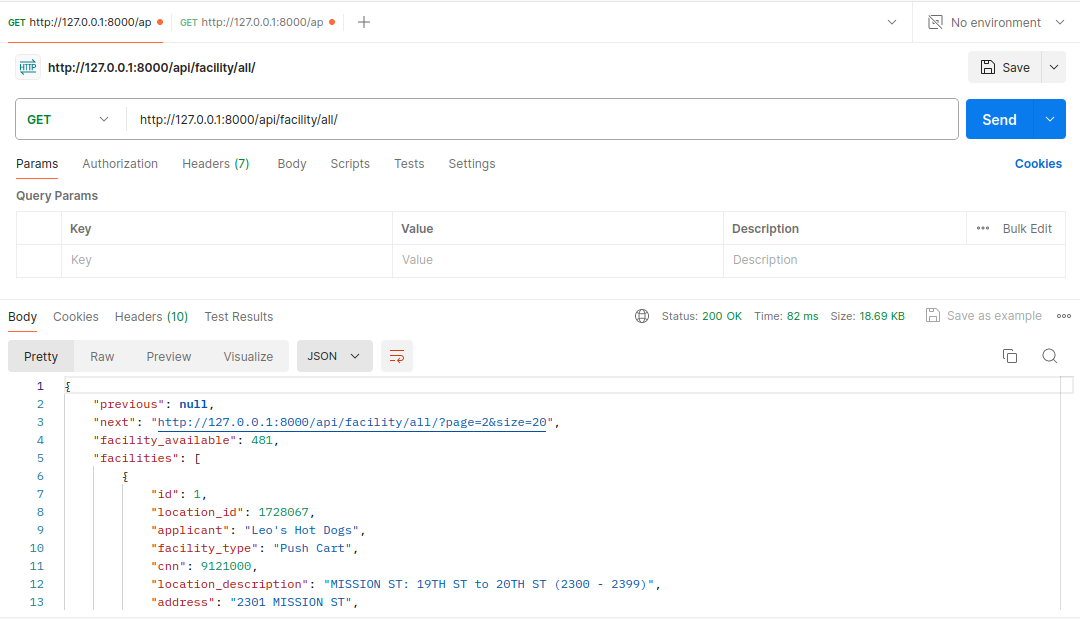 GET http://127.0.0.1:8000/ap GET http://127.0.0.1:8000/ap No environment
HTTP http://127.0.0.1:8000/api/facility/all/ Save
GET http://127.0.0.1:8000/api/facility/all/ Send
Params Authorization Headers (7) Body Scripts Tests Settings Cookies
Query Params
Key Value Description Bulk Edit
Key Value Description
Body Cookies Headers (10) Test Results Status: 200 OK Time: 82 ms Size: 18.69 KB Save as example
Pretty Raw Preview Visualize JSON
1 {
2 "previous": null,
3 "next": "http://127.0.0.1:8000/api/facility/all/?page=2&size=20",
4 "facility_available": 481,
5 "facilities": [
6 {
7 "id": 1,
8 "location_id": 1728067,
9 "applicant": "Leo's Hot Dogs",
10 "facility_type": "Push Cart",
11 "cnn": 9121000,
12 "location_description": "MISSION ST: 19TH ST to 20TH ST (2300 - 2399)",
13 "address": "2301 MISSION ST",